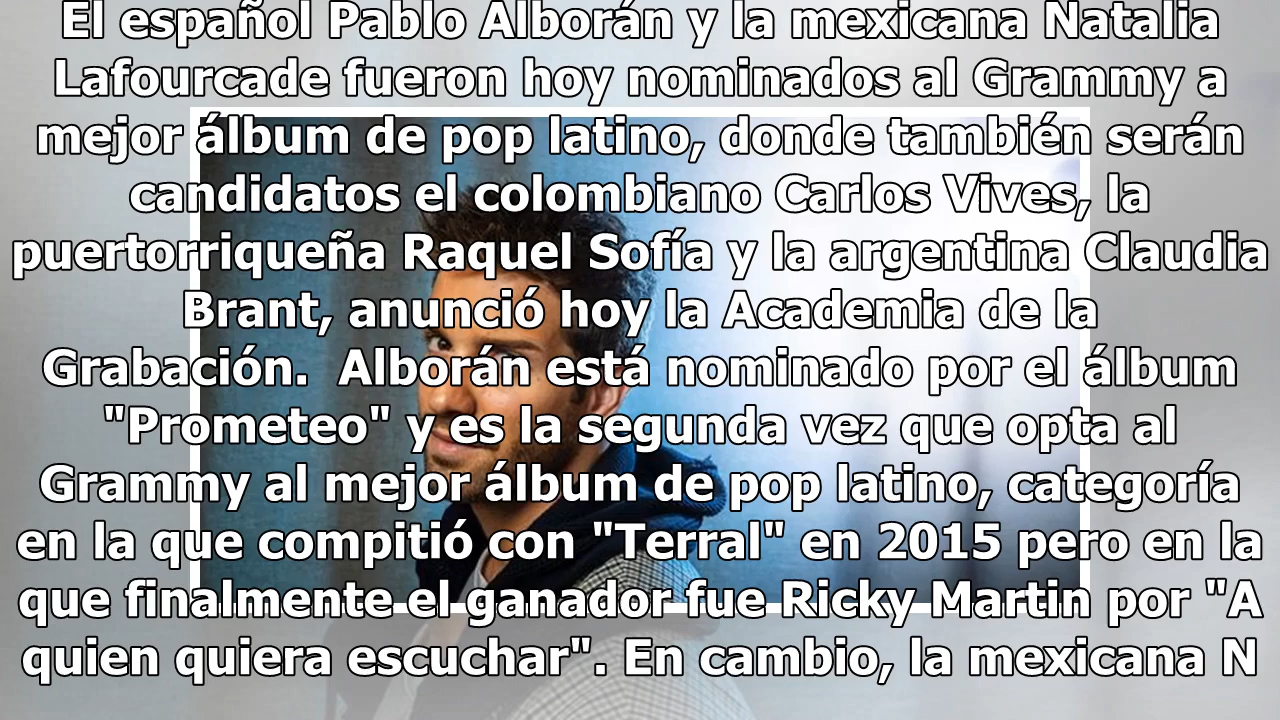 El español Pablo Alborán y la mexicana Natalia
Lafourcade fueron hoy nominados al Grammy a
mejor álbum de pop latino, donde también serán
candidatos el colombiano Carlos Vives, la
puertorriqueña Raquel Sofía y la argentina Claudia
Brant, anunció hoy la Academia de la
Grabación.  Alborán está nominado por el álbum
"Prometeo" y es la segunda vez que opta al
Grammy al mejor álbum de pop latino, categoría
en la que compitió con "Terral" en 2015 pero en la
que finalmente el ganador fue Ricky Martin por "A
quien quiera escuchar". En cambio, la mexicana N